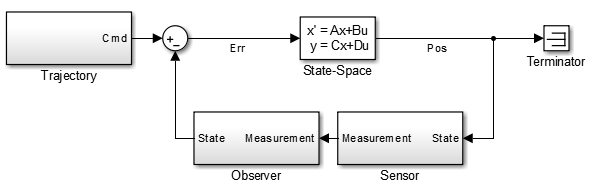 Cmd
Trajectory
Err
x' = Ax+Bu
y = Cx+Du
State-Space
Pos
Terminator
State Measurement
Observer
Measurement State
Sensor